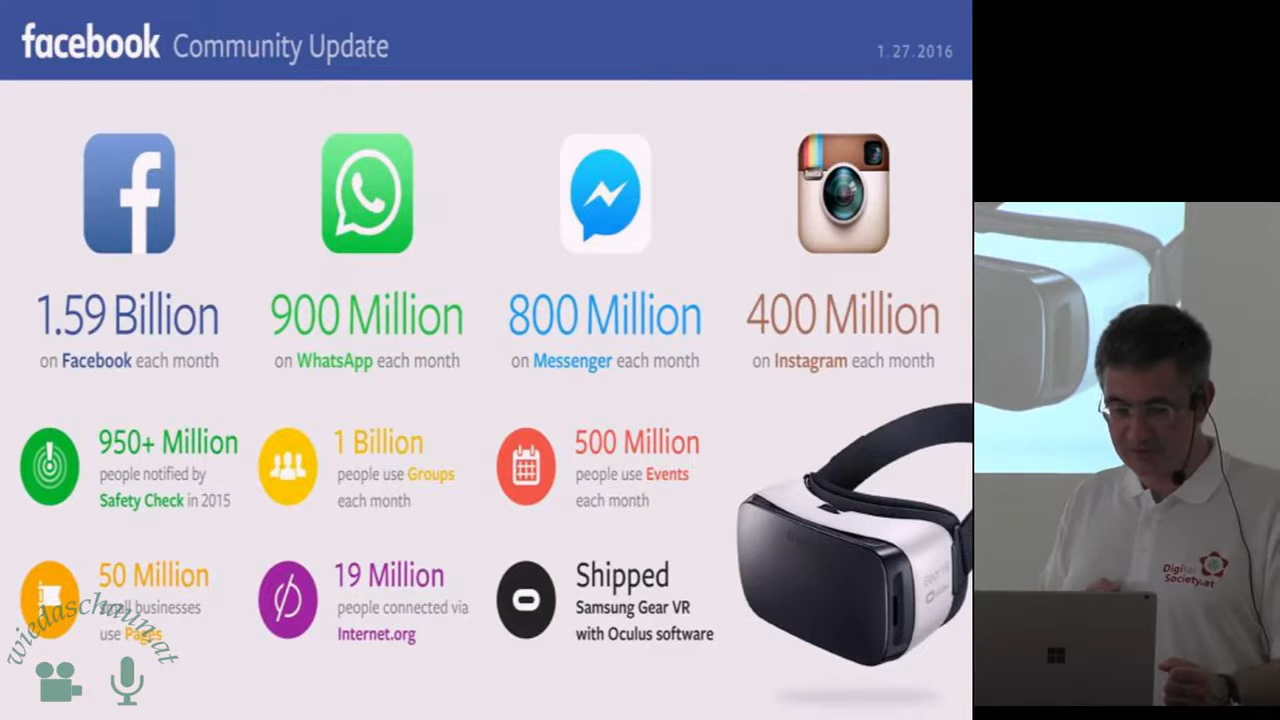 facebook Community Update
1.27.2016
1.59 Billion
on Facebook each month
900 Million
on WhatsApp each month
800 Million
on Messenger each month
400 Million
on Instagram each month
950+ Million
people notified by
Safety Check in 2015
1 Billion
people use Groups
each month
500 Million
people use Events
each month
50 Million
small businesses
use Pages
19 Million
people connected via
Internet.org
Shipped
Samsung Gear VR
with Oculus software
Gear VR
oculus
wiedaschaunat
Digital
Society.at